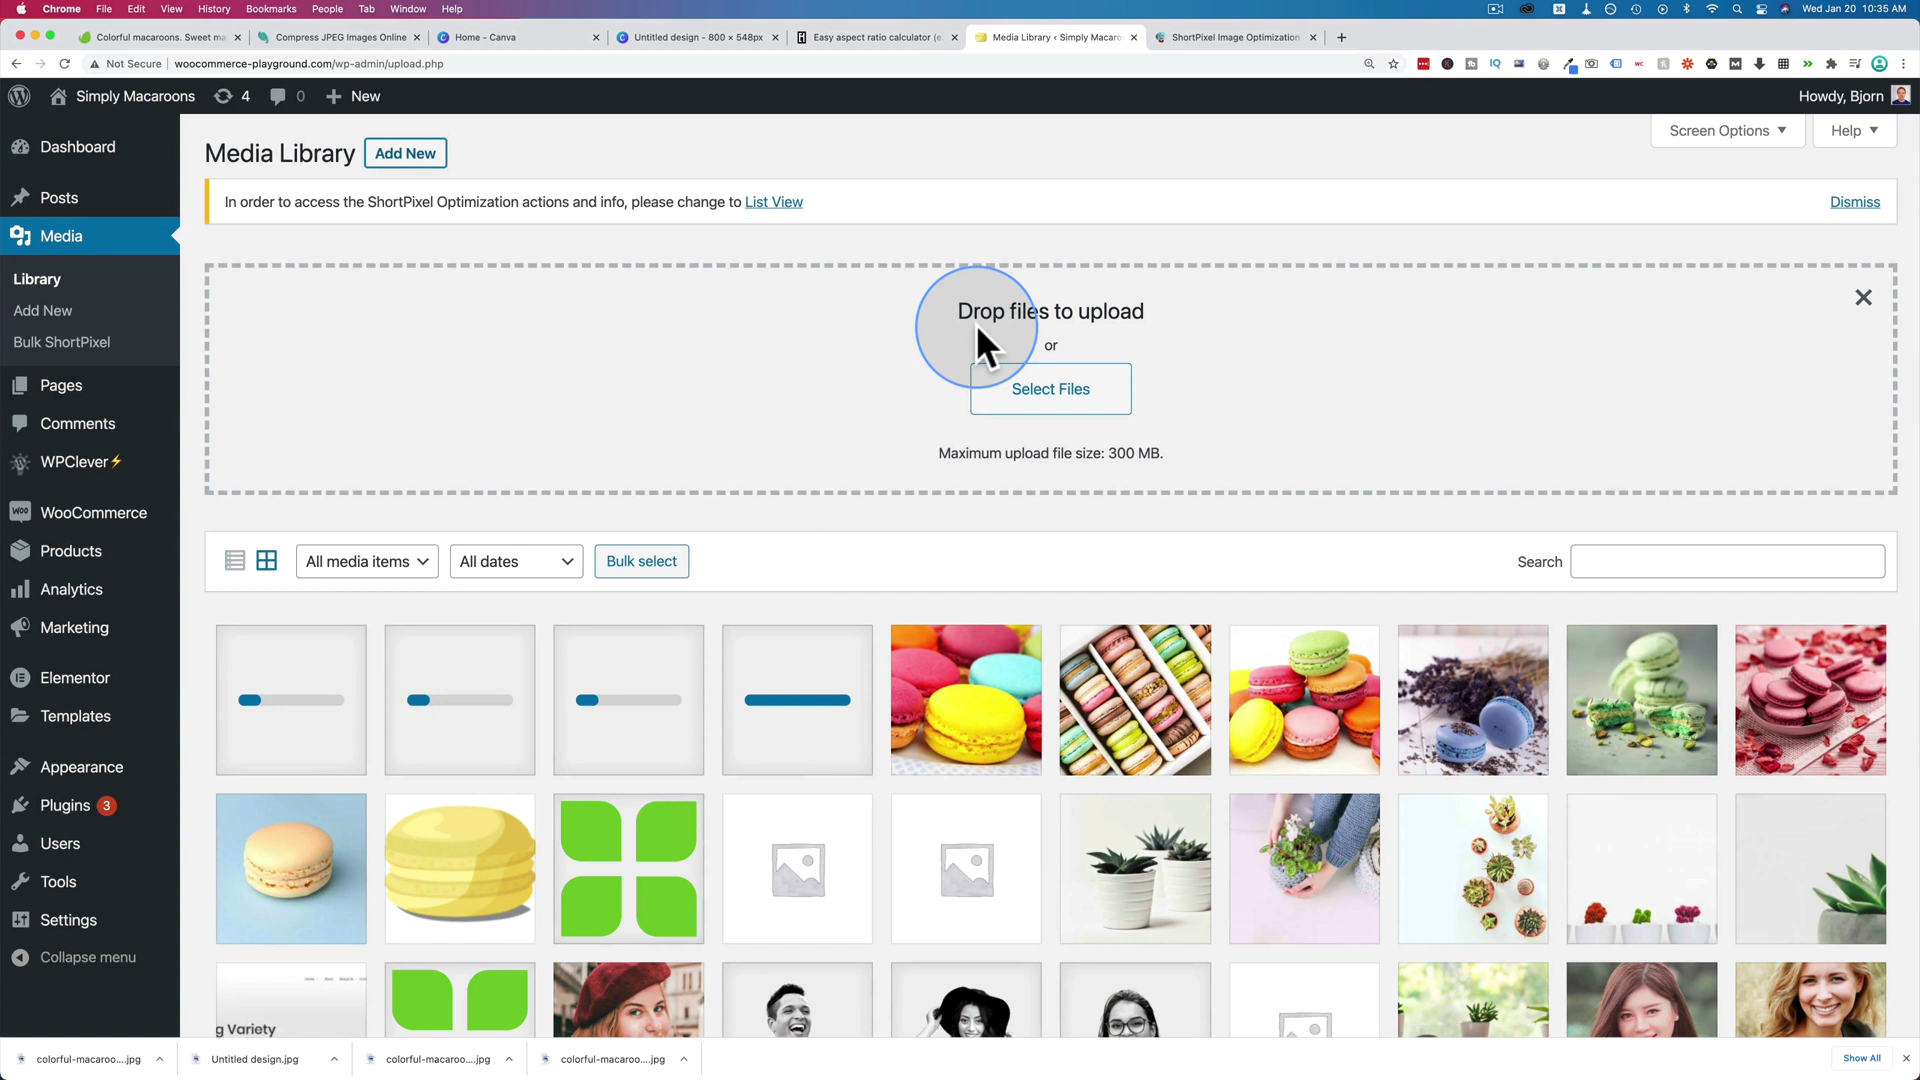 Chrome File Edit View History Bookmarks People Tab Window Help Wed Jan 20 10:35 AM
Colorful macaroons. Sweet ma Compress JPEG Images Online Home - Canva Untitled design - 800 × 548px Easy aspect ratio calculator (e. Media Library ‹ Simply Macaro ShortPixel Image Optimization
Not Secure woocommerce-playground.com/wp-admin/upload.php
Simply Macaroons 4 0 New Howdy, Bjorn
Screen Options Help
Dashboard
Media Library Add New
Posts
In order to access the ShortPixel Optimization actions and info, please change to List View Dismiss
Media
Library
Add New
Bulk ShortPixel
Drop files to upload
or
Select Files
Maximum upload file size: 300 MB.
Pages
Comments
WPClever
WooCommerce
Products
Analytics
Marketing
Elementor
Templates
Appearance
Plugins 3
Users
Tools
Settings
Collapse menu
All media items All dates Bulk select Search
g Variety
colorful-macaroo....jpg Untitled design.jpg colorful-macaroo....jpg colorful-macaroo....jpg Show All